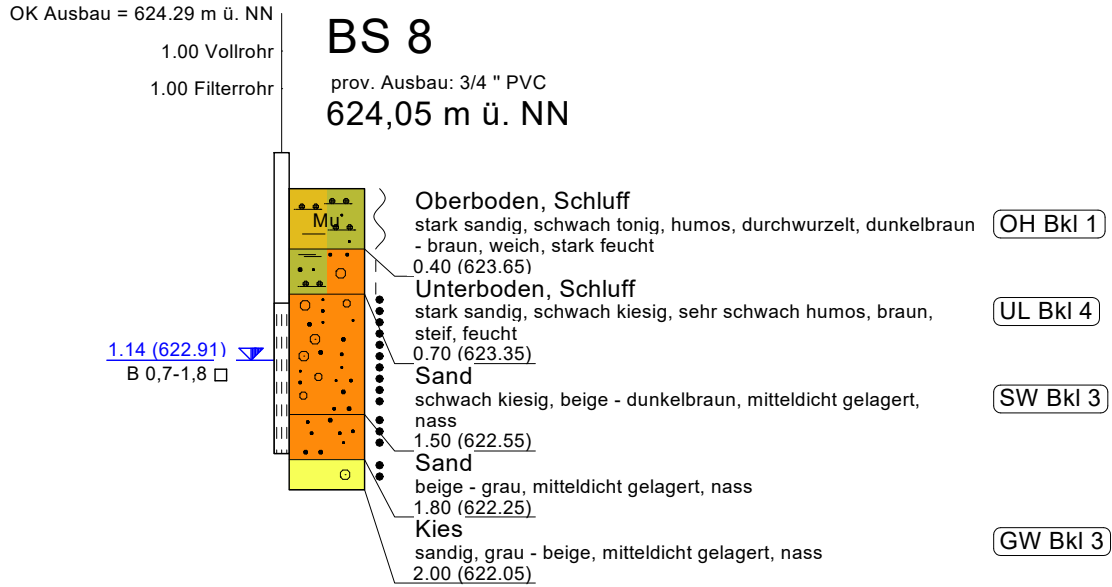 OK Ausbau = 624.29 m ü. NN
1.00 Vollrohr
1.00 Filterrohr
BS 8
prov. Ausbau: 3/4 " PVC
624,05 m ü. NN
Mu
Oberboden, Schluff
stark sandig, schwach tonig, humos, durchwurzelt, dunkelbraun
- braun, weich, stark feucht
0.40 (623.65)
OH Bkl 1
Unterboden, Schluff
stark sandig, schwach kiesig, sehr schwach humos, braun,
steif, feucht
0.70 (623.35)
UL Bkl 4
1.14 (622.91)
B 0,7-1,8
Sand
schwach kiesig, beige - dunkelbraun, mitteldicht gelagert,
nass
1.50 (622.55)
SW Bkl 3
Sand
beige - grau, mitteldicht gelagert, nass
1.80 (622.25)
Kies
sandig, grau - beige, mitteldicht gelagert, nass
2.00 (622.05)
GW Bkl 3